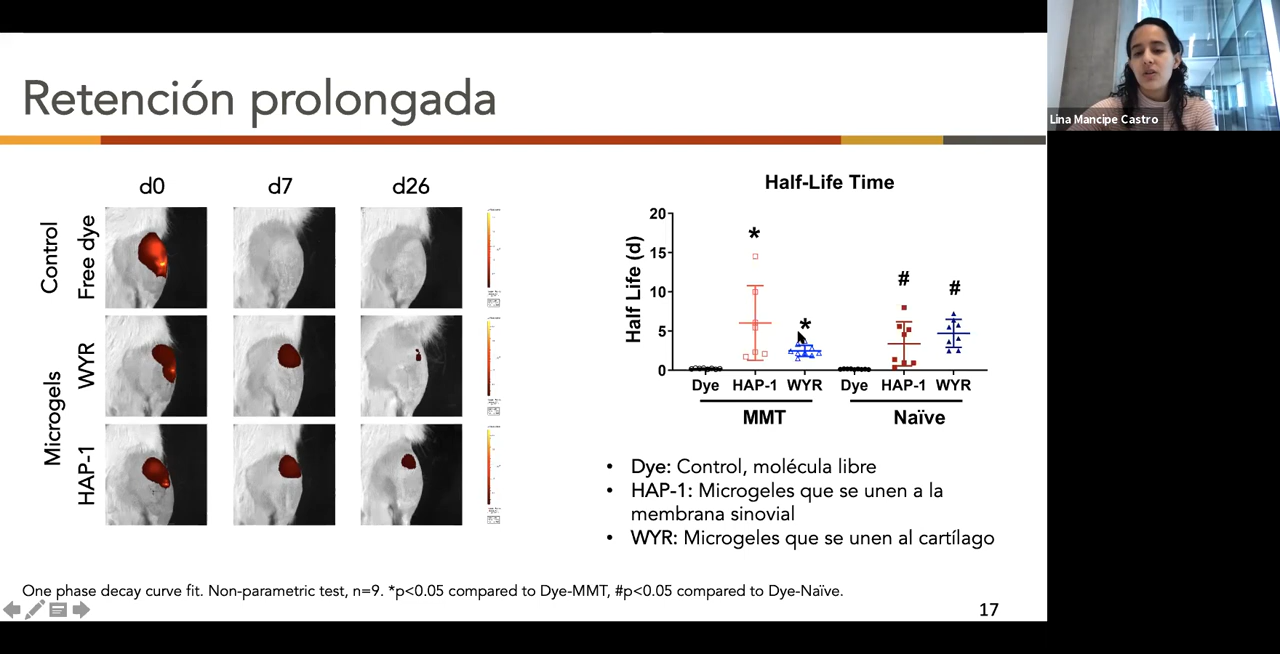 Retención prolongada
Lina Mancipe Castro
d0 d7 d26
Control
Free dye
Microgels
WYR
HAP-1
Half-Life Time
Half Life (d)
20
15
10
5
0
*
*
#
#
Dye HAP-1 WYR Dye HAP-1 WYR
MMT Naïve
• Dye: Control, molécula libre
• HAP-1: Microgeles que se unen a la
membrana sinovial
• WYR: Microgeles que se unen al cartílago
One phase decay curve fit. Non-parametric test, n=9. *p<0.05 compared to Dye-MMT, #p<0.05 compared to Dye-Naïve.
17